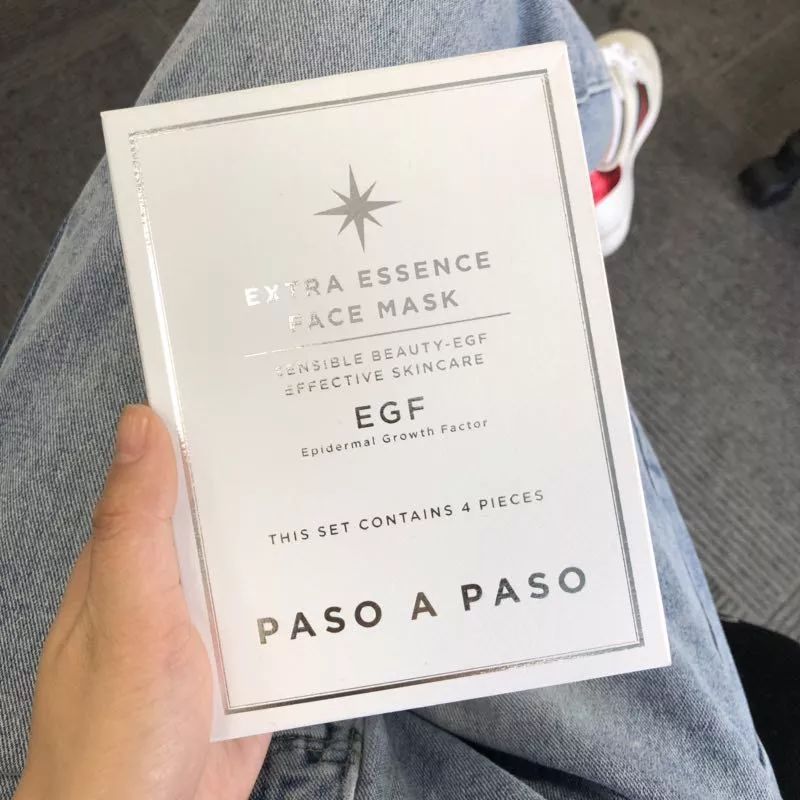 EXTRA ESSENCE
FACE MASK
SENSIBLE BEAUTY-EGF
EFFECTIVE SKINCARE
EGF
Epidermal Growth Factor
THIS SET CONTAINS 4 PIECES
PASO A PASO